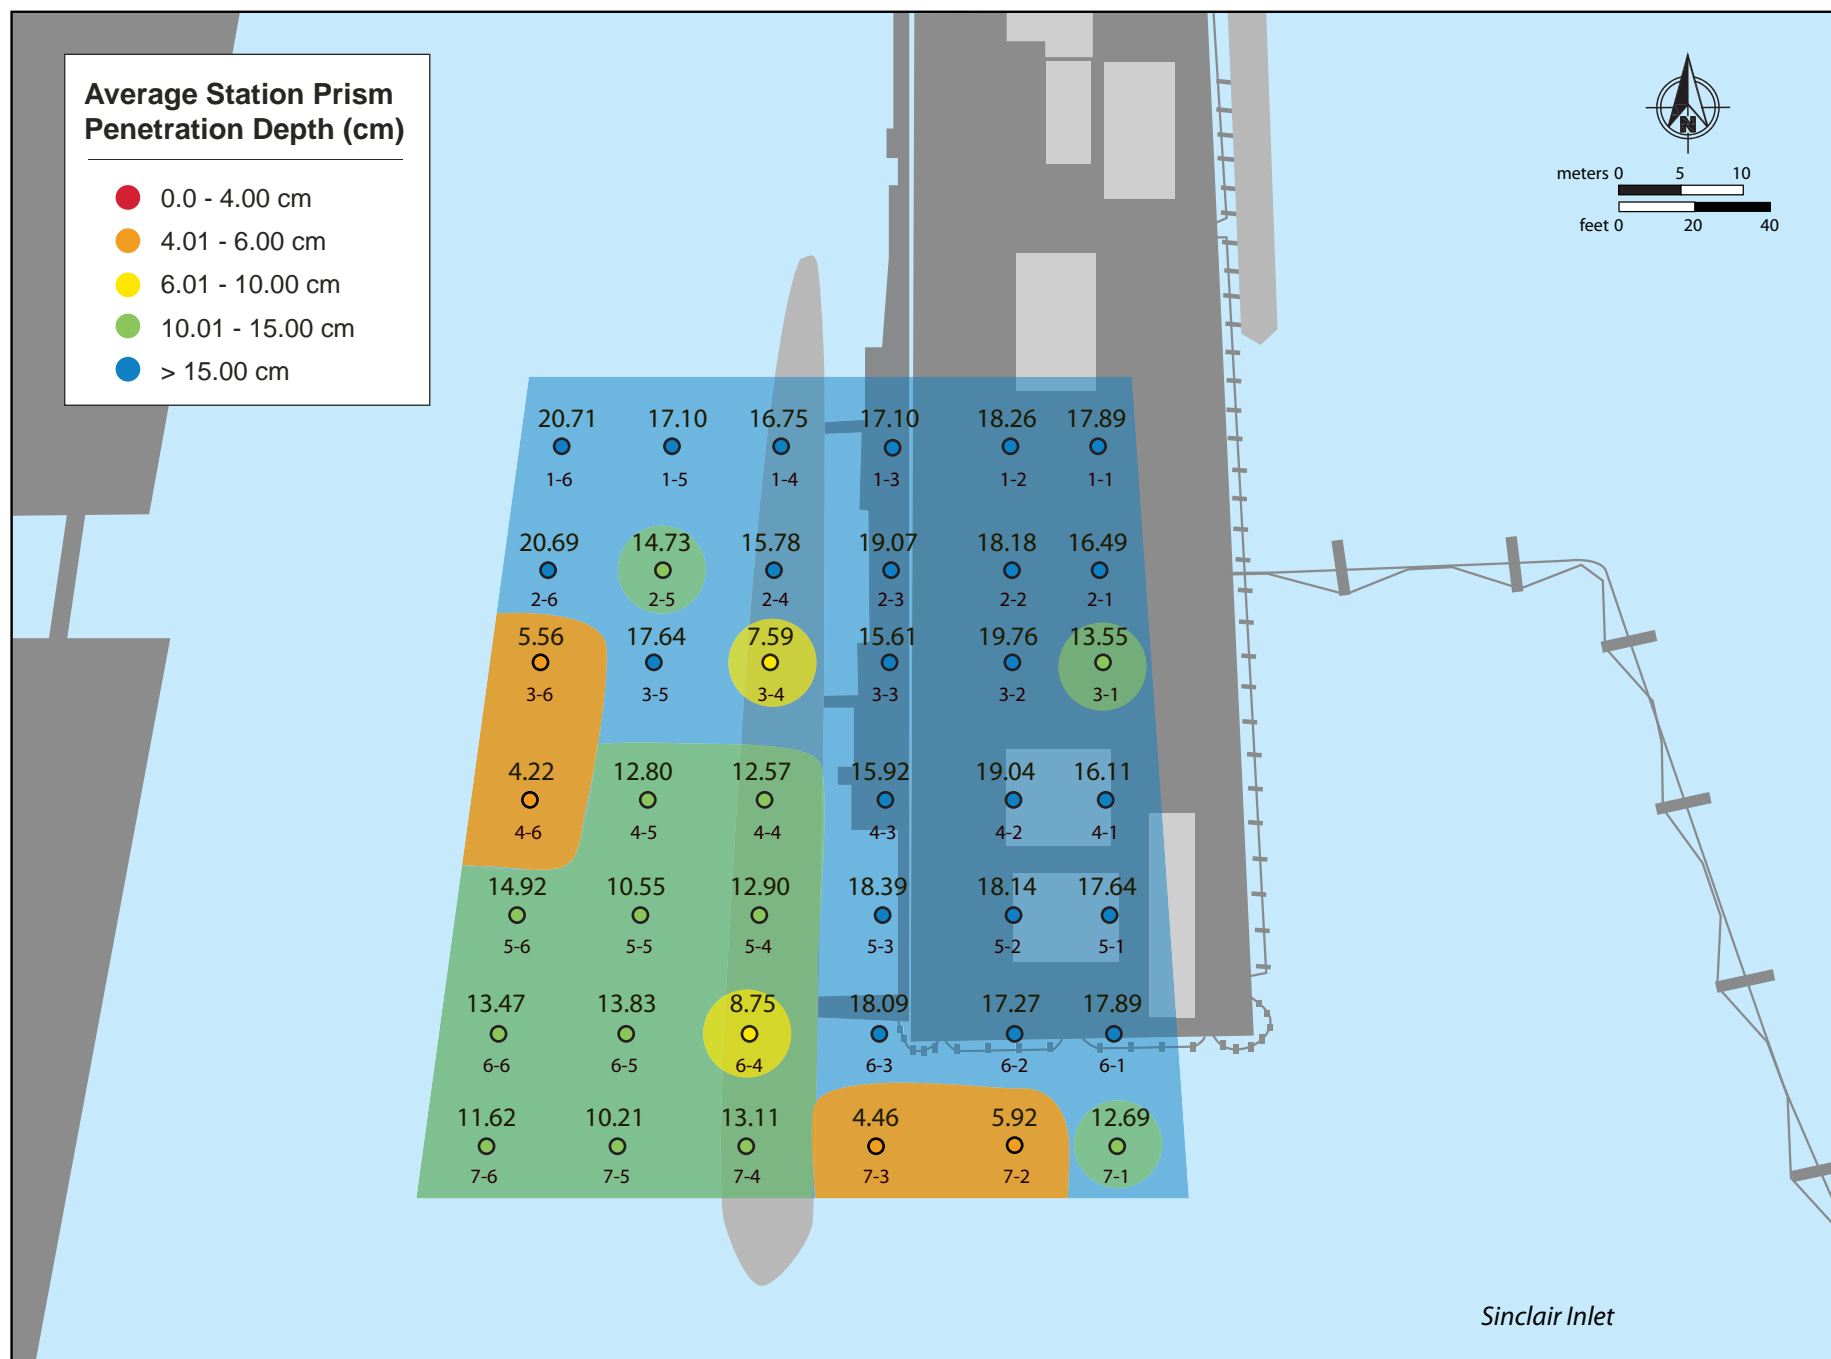 Average Station Prism
Penetration Depth (cm)
0.0 - 4.00 cm
4.01 - 6.00 cm
6.01 - 10.00 cm
10.01 - 15.00 cm
> 15.00 cm
N
meters 0 5 10
feet 0 20 40
20.71 17.10 16.75 17.10 18.26 17.89
1-6 1-5 1-4 1-3 1-2 1-1
20.69 14.73 15.78 19.07 18.18 16.49
2-6 2-5 2-4 2-3 2-2 2-1
5.56 17.64 7.59 15.61 19.76 13.55
3-6 3-5 3-4 3-3 3-2 3-1
4.22 12.80 12.57 15.92 19.04 16.11
4-6 4-5 4-4 4-3 4-2 4-1
14.92 10.55 12.90 18.39 18.14 17.64
5-6 5-5 5-4 5-3 5-2 5-1
13.47 13.83 8.75 18.09 17.27 17.89
6-6 6-5 6-4 6-3 6-2 6-1
11.62 10.21 13.11 4.46 5.92 12.69
7-6 7-5 7-4 7-3 7-2 7-1
Sinclair Inlet